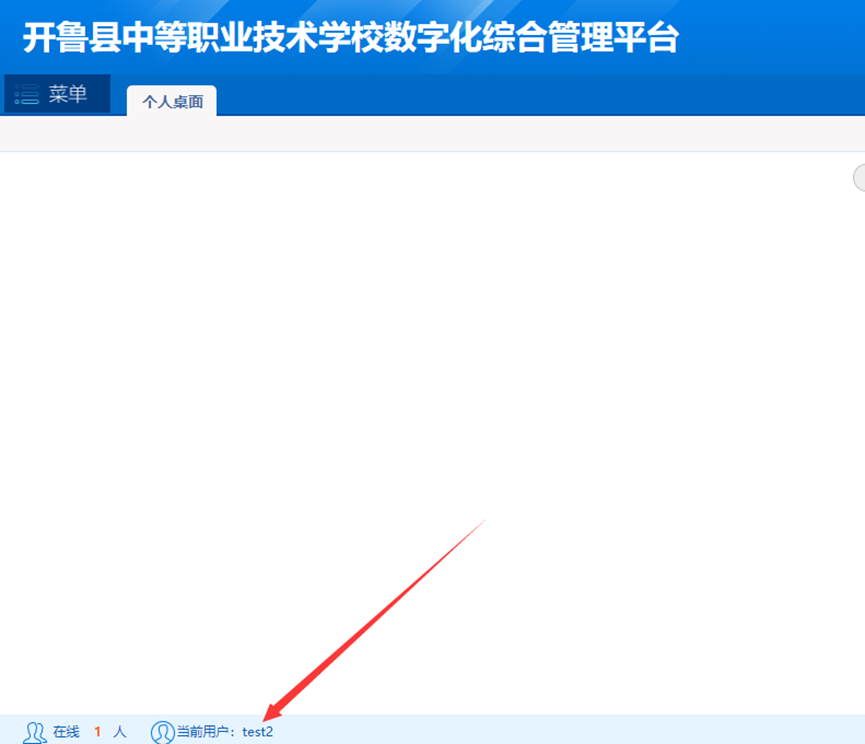 开鲁县中等职业技术学校数字化综合管理平台
菜单 个人桌面
在线 1 人 当前用户：test2